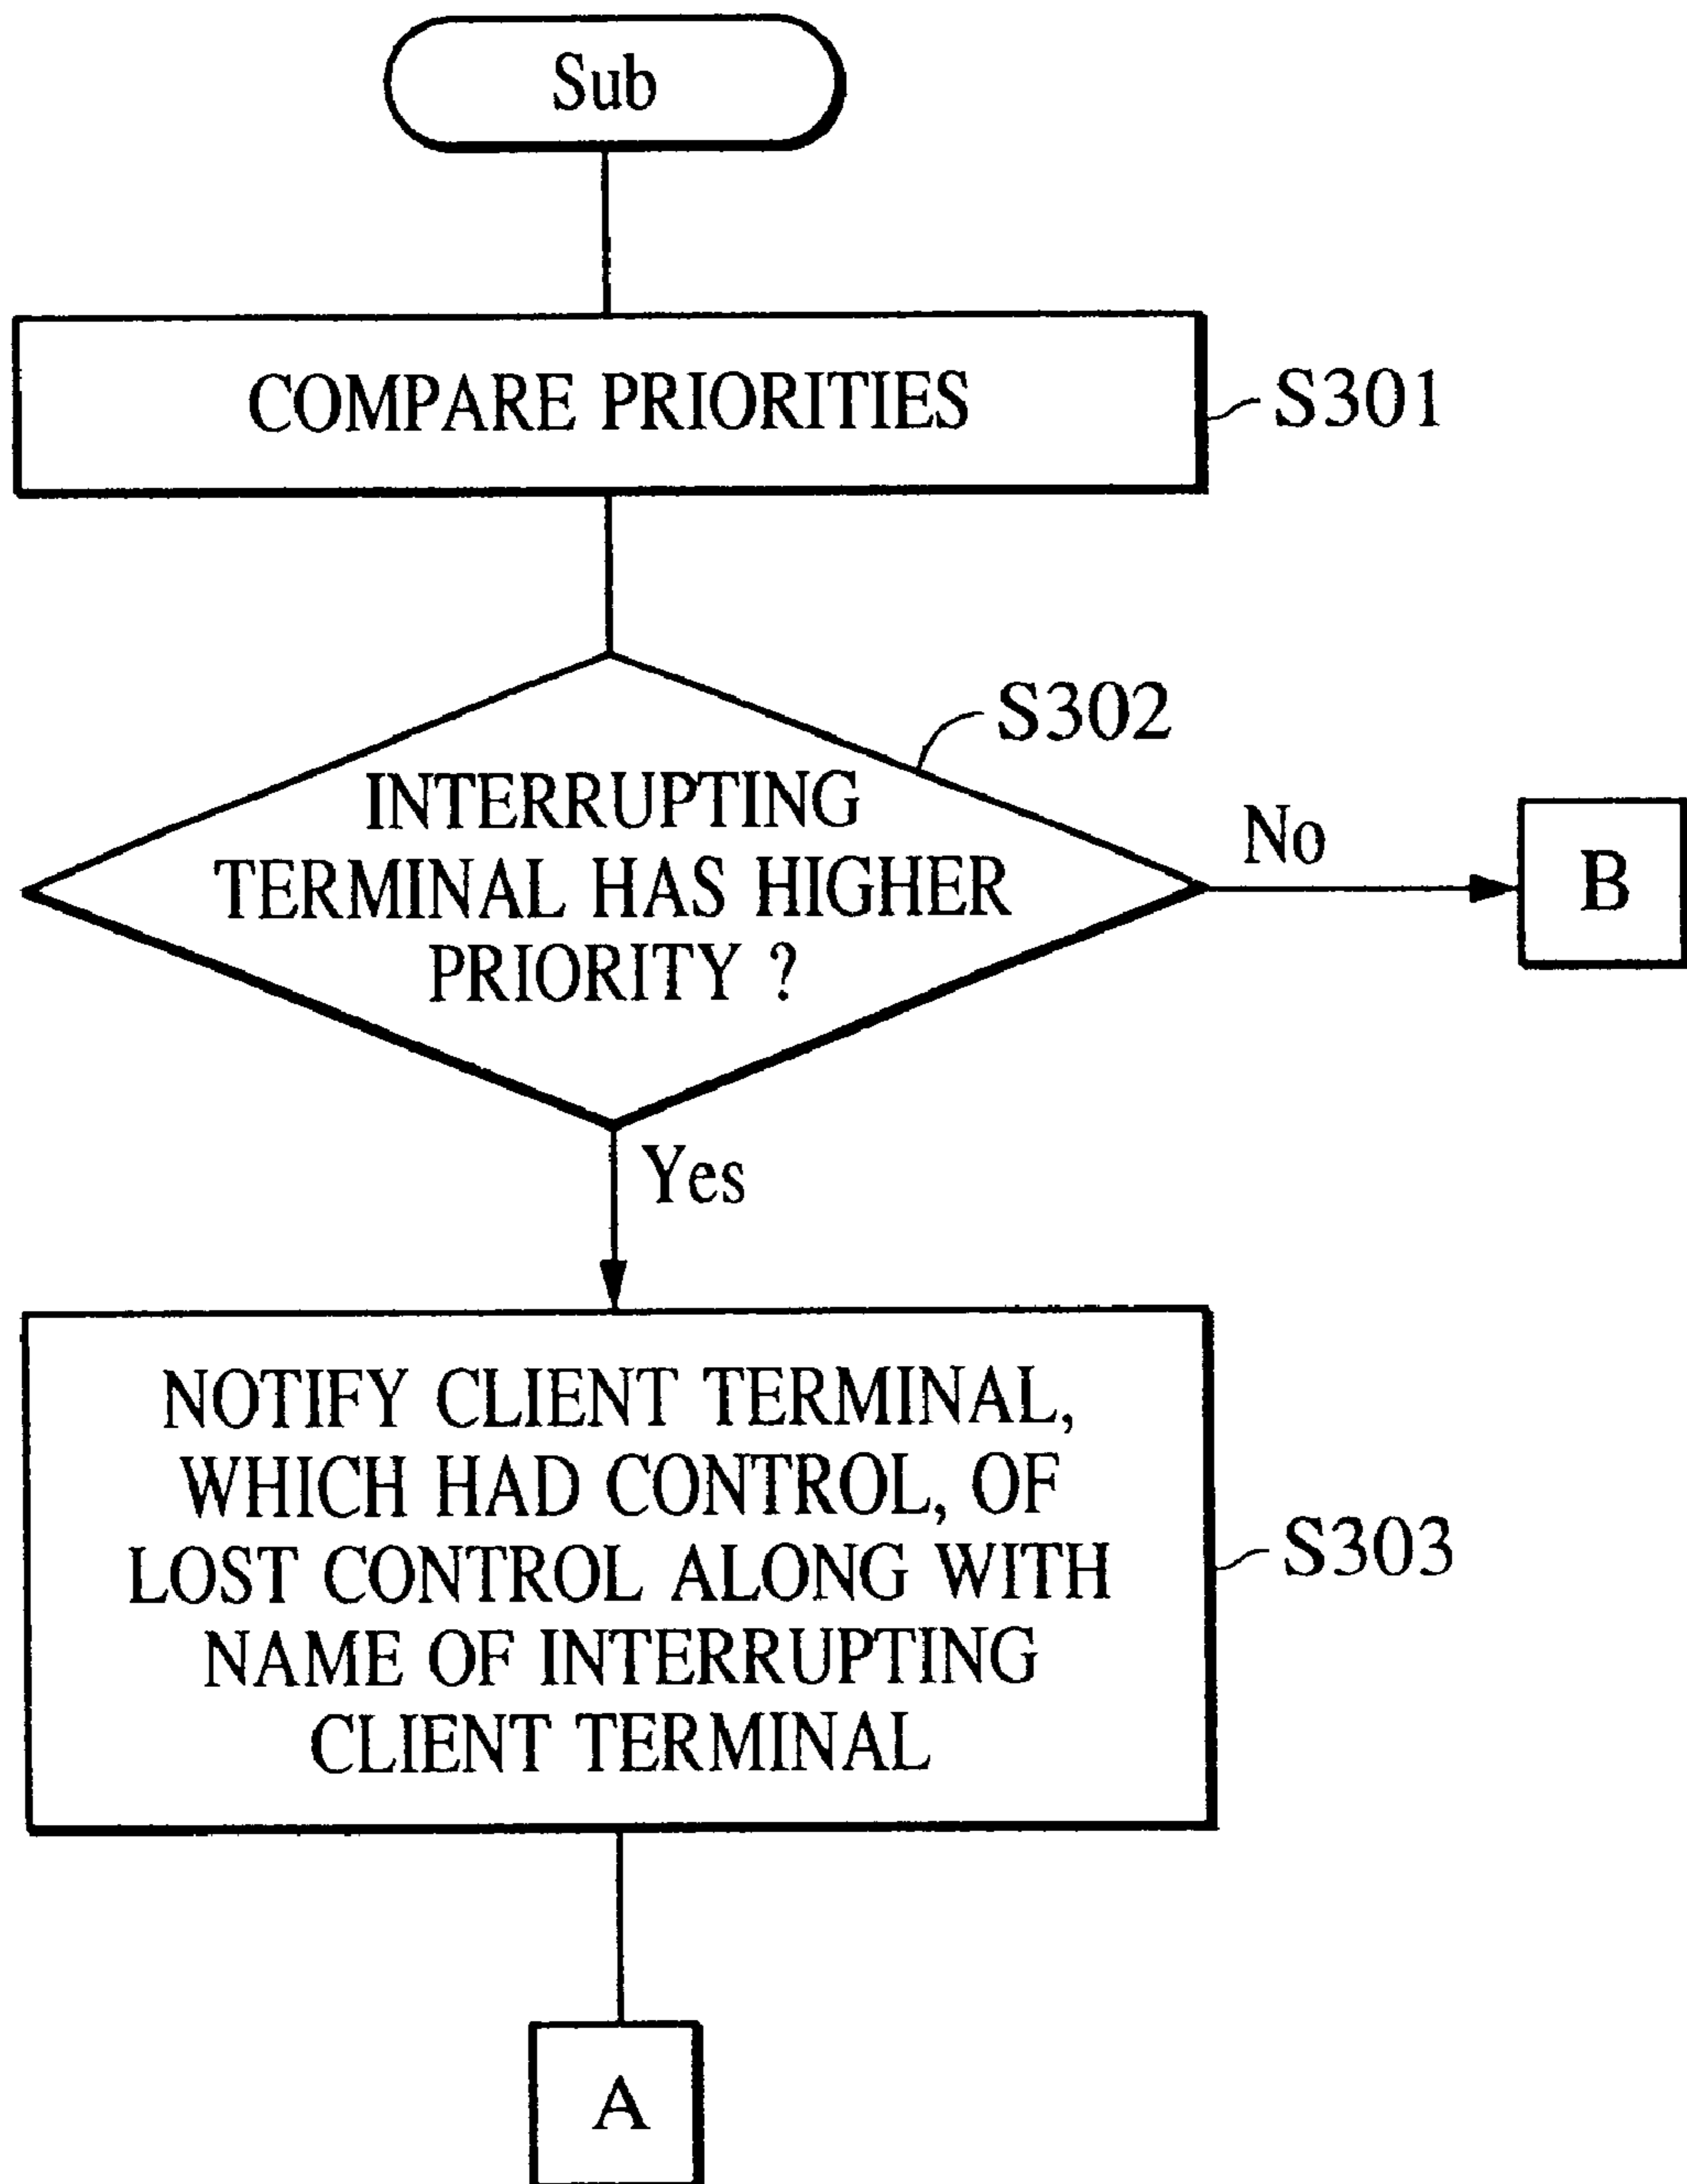 Sub
COMPARE PRIORITIES
S301
S302
INTERRUPTING
TERMINAL HAS HIGHER
PRIORITY ?
No
B
Yes
NOTIFY CLIENT TERMINAL,
WHICH HAD CONTROL, OF
LOST CONTROL ALONG WITH
NAME OF INTERRUPTING
CLIENT TERMINAL
S303
A